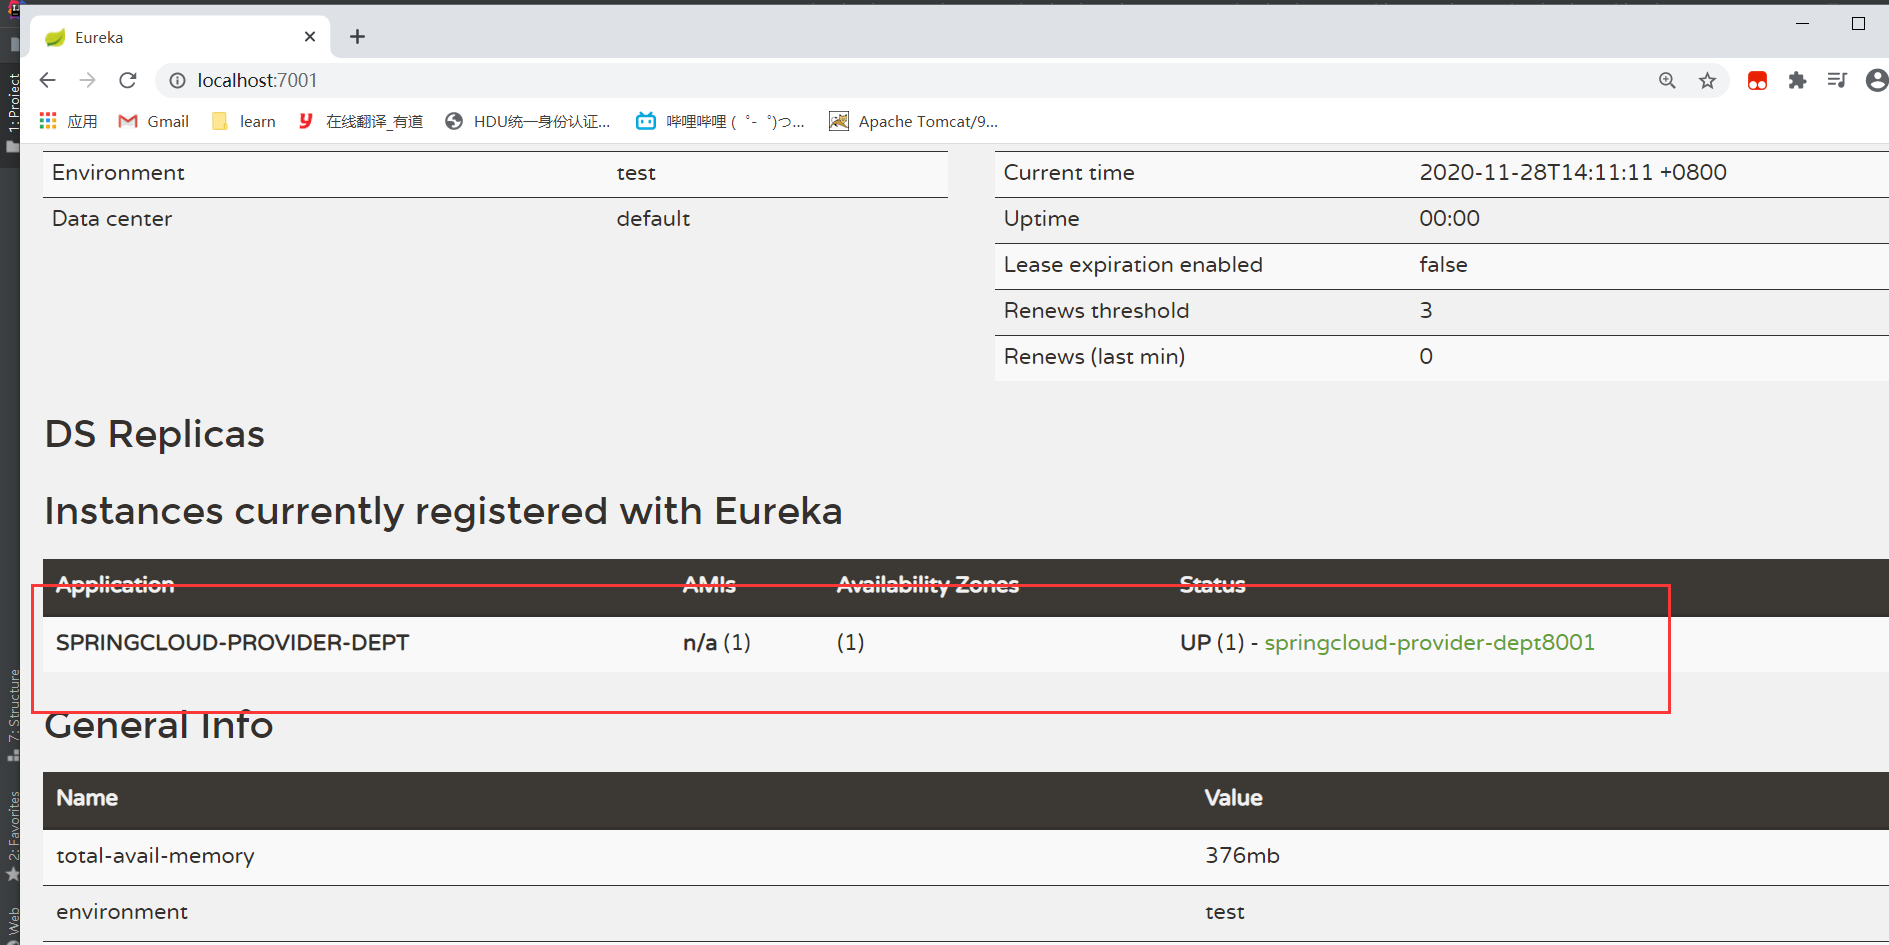 Eureka
localhost:7001
应用 Gmail learn 在线翻译_有道 HDU统一身份认证... 哔哩哔哩 ( ゜- ゜)つ... Apache Tomcat/9...
1: Project
Environment test
Data center default
Current time 2020-11-28T14:11:11 +0800
Uptime 00:00
Lease expiration enabled false
Renews threshold 3
Renews (last min) 0
DS Replicas
Instances currently registered with Eureka
Application AMIs Availability Zones Status
SPRINGCLOUD-PROVIDER-DEPT n/a (1) (1) UP (1) - springcloud-provider-dept8001
7: Structure
General Info
Name Value
total-avail-memory 376mb
environment test
2: Favorites
Web